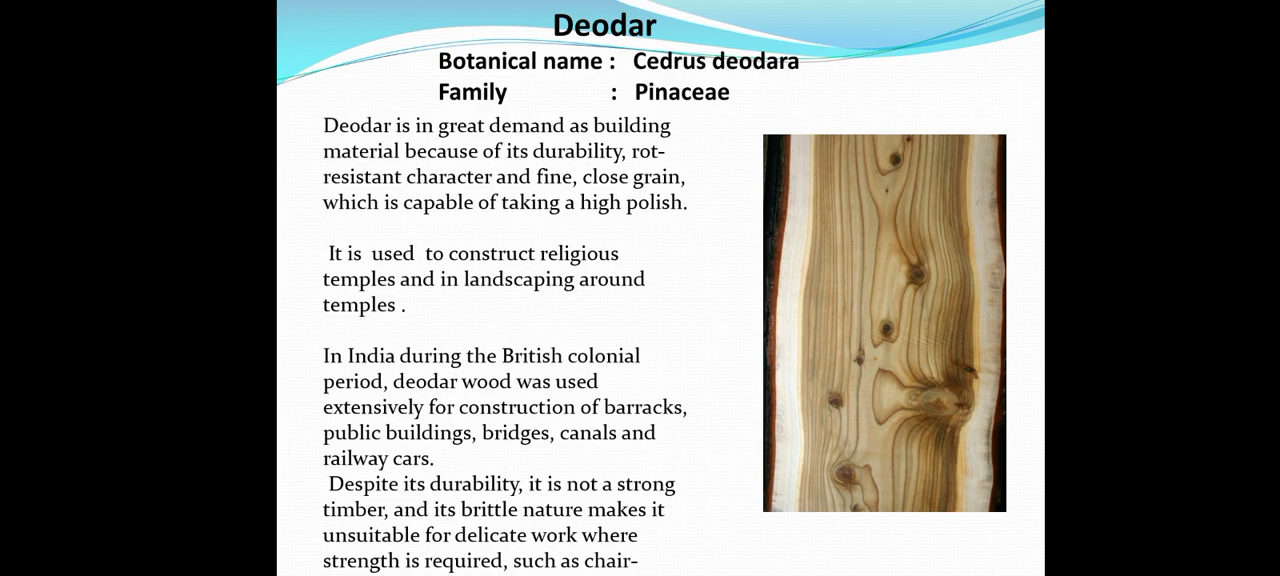 Deodar
Botanical name : Cedrus deodara
Family : Pinaceae
Deodar is in great demand as building
material because of its durability, rot-
resistant character and fine, close grain,
which is capable of taking a high polish.
It is used to construct religious
temples and in landscaping around
temples .
In India during the British colonial
period, deodar wood was used
extensively for construction of barracks,
public buildings, bridges, canals and
railway cars.
Despite its durability, it is not a strong
timber, and its brittle nature makes it
unsuitable for delicate work where
strength is required, such as chair-